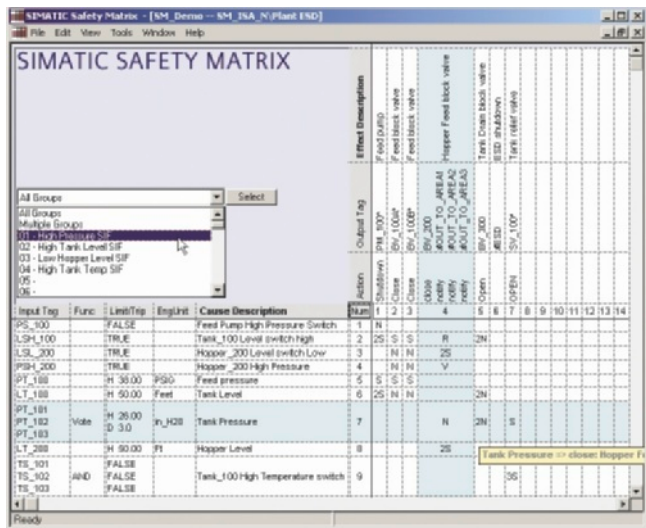 SIMATIC Safety Matrix - [SM_Demo -- SM_ISA_N\Plant ESD]
File Edit View Tools Window Help
SIMATIC SAFETY MATRIX
All Groups
Select
All Groups
Multiple Groups
01 - High Pressure SIF
02 - High Tank Level SIF
03 - Low Hopper Level SIF
04 - High Tank Temp SIF
05 -
06 -
Effect Description
Feed pump
Feed block valve
Feed block valve
Hopper Feed block valve
Tank Drain block valve
ESD shutdown
Tank relief valve
Output Tag
PM_100*
BV_100A*
BV_100B*
BV_200
#OUT_TO_AREA1
#OUT_TO_AREA2
#OUT_TO_AREA3
BV_300
#ESD
SV_100*
Action
Shutdown
Close
Close
close
notify
notify
notify
Open
OPEN
Input Tag Func Limit/Trip EngUnit Cause Description Num 1 2 3 4 5 6 7 8 9 10 11 12 13 14
PS_100 FALSE Feed Pump High Pressure Switch 1 N
LSH_100 TRUE Tank_100 Level switch high 2 2S S S R 2N
LSL_200 TRUE Hopper_200 Level switch Low 3 N N 2S
PSH_200 TRUE Hopper_200 High Pressure 4 N N V
PT_188 H 38.00 PSIG Feed pressure 5 S S S
LT_188 H 50.00 Feet Tank Level 6 2S N N 2N
PT_181
PT_182 Vote H 26.00 in_H20 Tank Pressure 7 N 2N S
PT_183 D 3.0
LT_288 H 90.00 Ft Hopper Level 8 2S
Tank Pressure => close: Hopper F
TS_101 FALSE
TS_102 AND FALSE Tank_100 High Temperature switch 9 3S
TS_103 FALSE
Ready